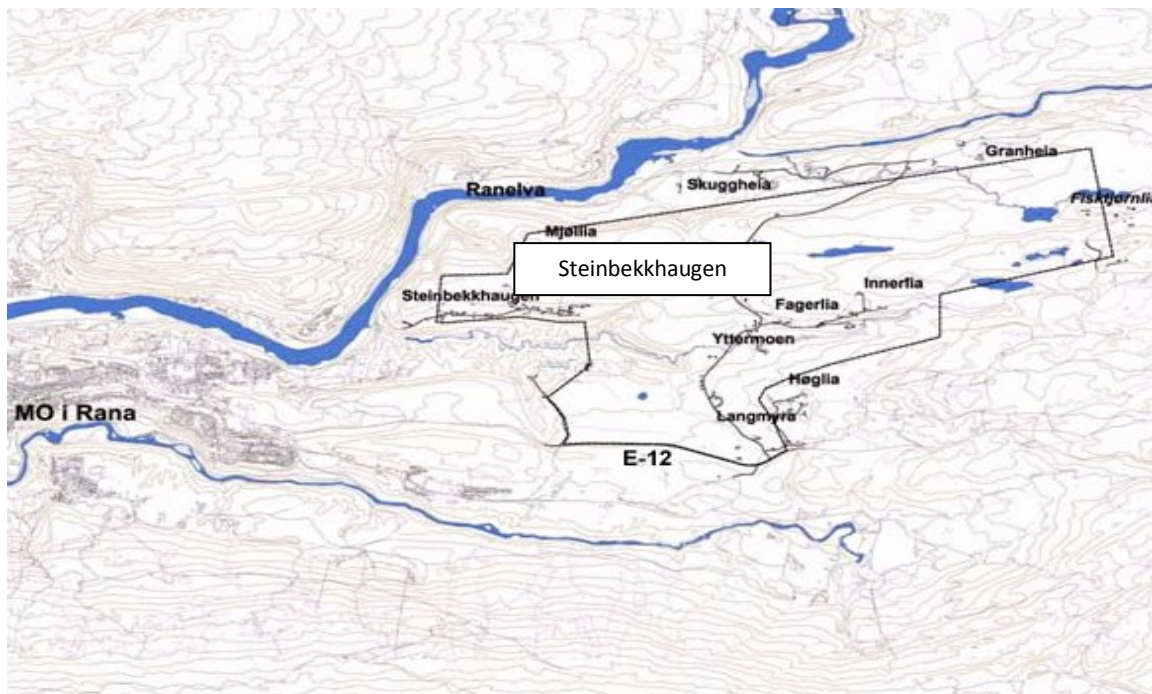 Granheia
Skuggheia
Ranelva
Fisktjørnlia
Mjøllia
Steinbekkhaugen
Innerlia
Steinbekkhaugen
Fagerlia
Yttermoen
Høglia
MO i Rana
Langmyra
E-12